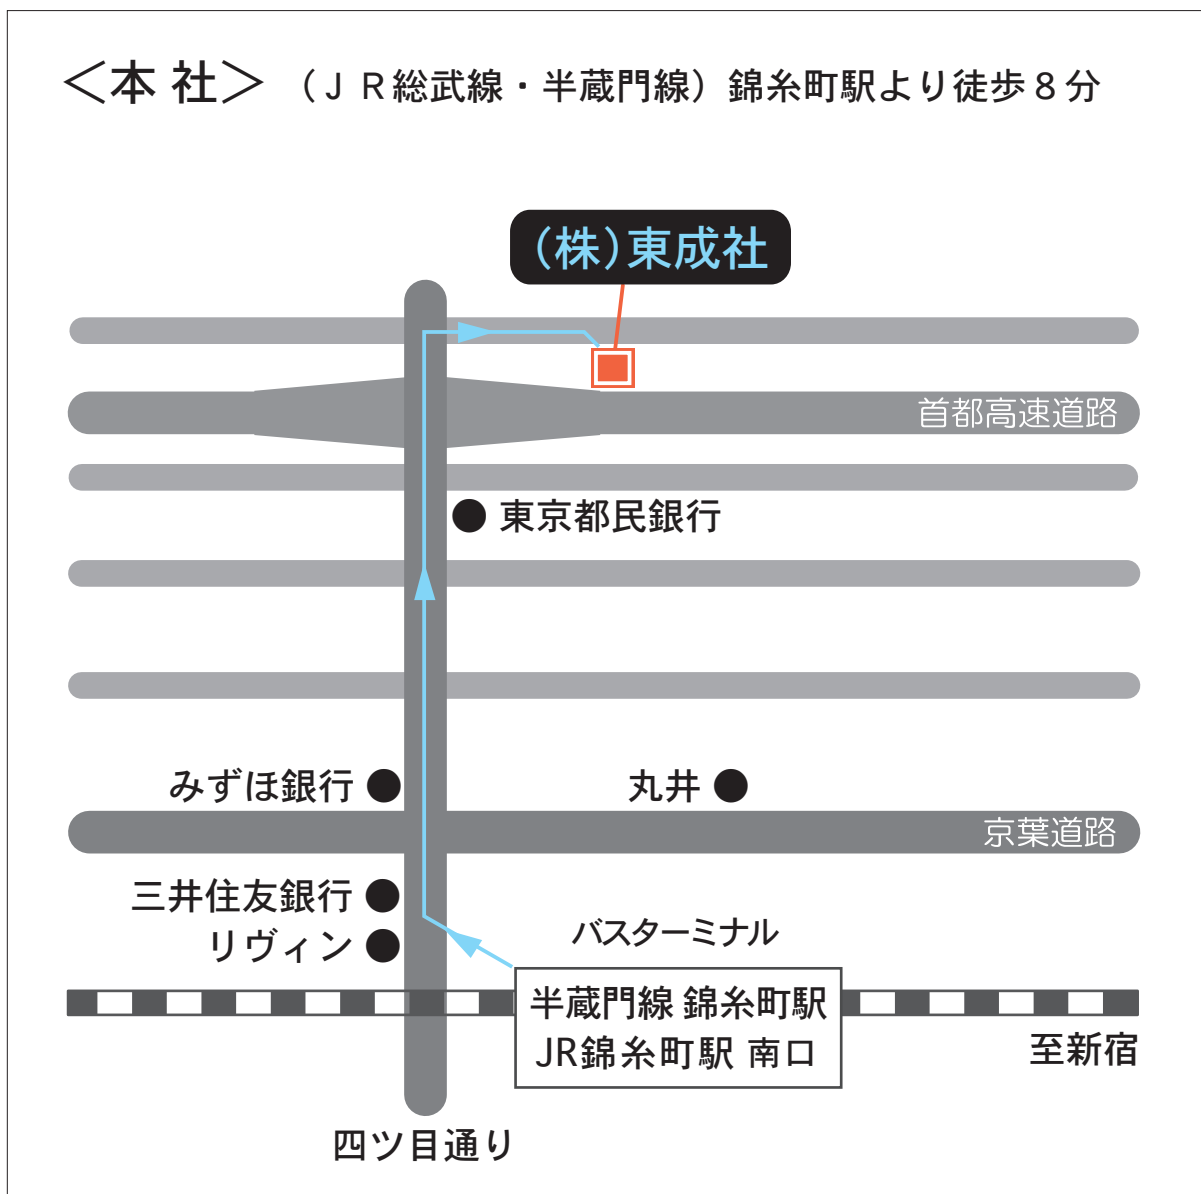 ＜本 社＞ （ＪＲ総武線・半蔵門線）錦糸町駅より徒歩８分
(株)東成社
首都高速道路
東京都民銀行
みずほ銀行
丸井
京葉道路
三井住友銀行
リヴィン
バスターミナル
半蔵門線 錦糸町駅
JR錦糸町駅 南口
至新宿
四ツ目通り